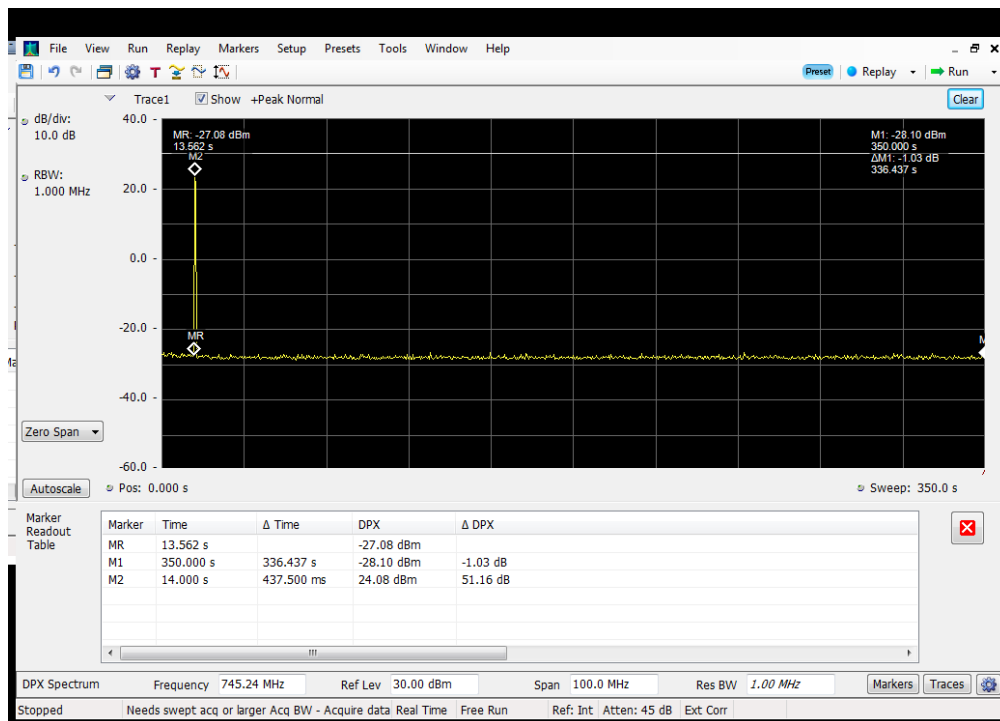 File View Run Replay Markers Setup Presets Tools Window Help
T Preset Replay Run
Trace1 Show +Peak Normal Clear
dB/div:
10.0 dB
RBW:
1.000 MHz
40.0
20.0
0.0
-20.0
-40.0
-60.0
MR: -27.08 dBm
13.562 s
M2
M1: -28.10 dBm
350.000 s
ΔM1: -1.03 dB
336.437 s
MR
Zero Span
Autoscale Pos: 0.000 s Sweep: 350.0 s
Marker
Readout
Table
Marker Time Δ Time DPX Δ DPX
MR 13.562 s -27.08 dBm
M1 350.000 s 336.437 s -28.10 dBm -1.03 dB
M2 14.000 s 437.500 ms 24.08 dBm 51.16 dB
DPX Spectrum Frequency 745.24 MHz Ref Lev 30.00 dBm Span 100.0 MHz Res BW 1.00 MHz Markers Traces
Stopped Needs swept acq or larger Acq BW - Acquire data Real Time Free Run Ref: Int Atten: 45 dB Ext Corr